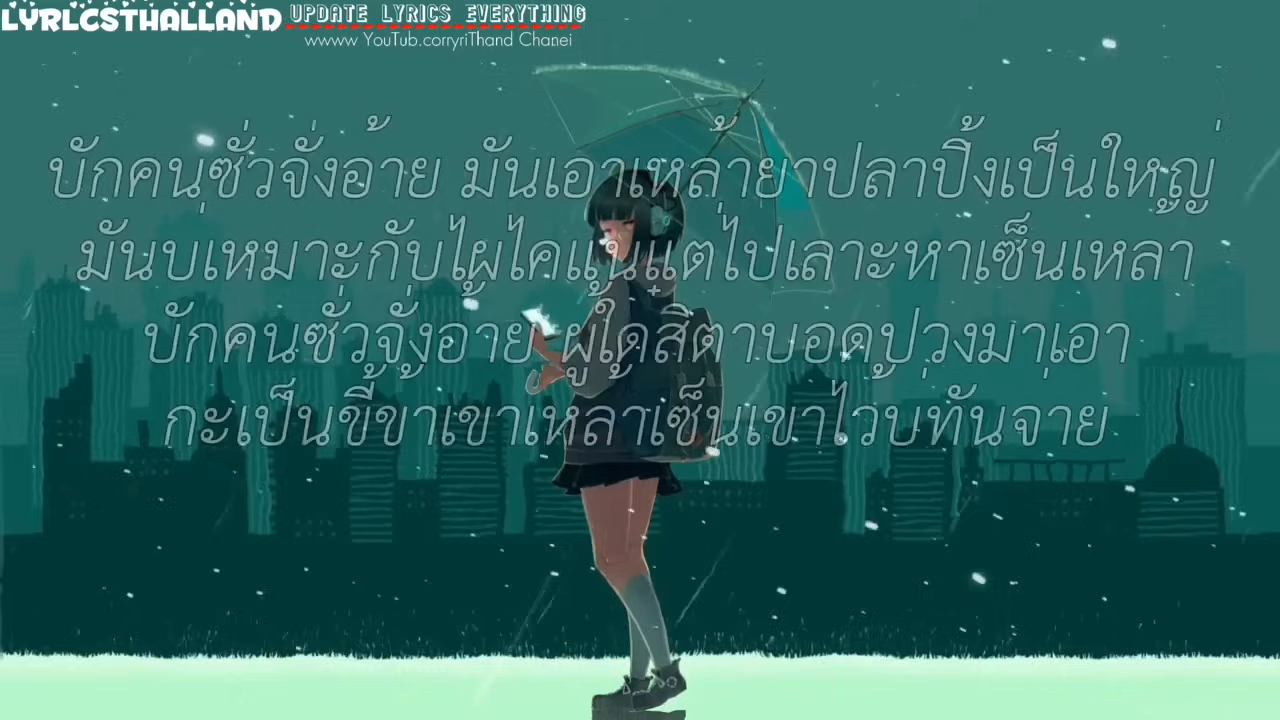 LYRLCSTHALLAND UPDATE LYRICS EVERYTHING
wwww YouTub.corryriThand Chanei
บักคนซั่วจั่งอ้าย มันเอาเหล้ายาปลาปิ้งเป็นใหญ่
มันบ่เหมาะกับไผไคแน่แต่ไปเลาะหาเซ็นเหลา
บักคนซั่วจั่งอ้าย ผู้ใด๋สิตาบอดปวงมาเอา
กะเป็นขี้ข้าเขาเหล้าเซ็นเขาไว้บ่ทันจ่าย